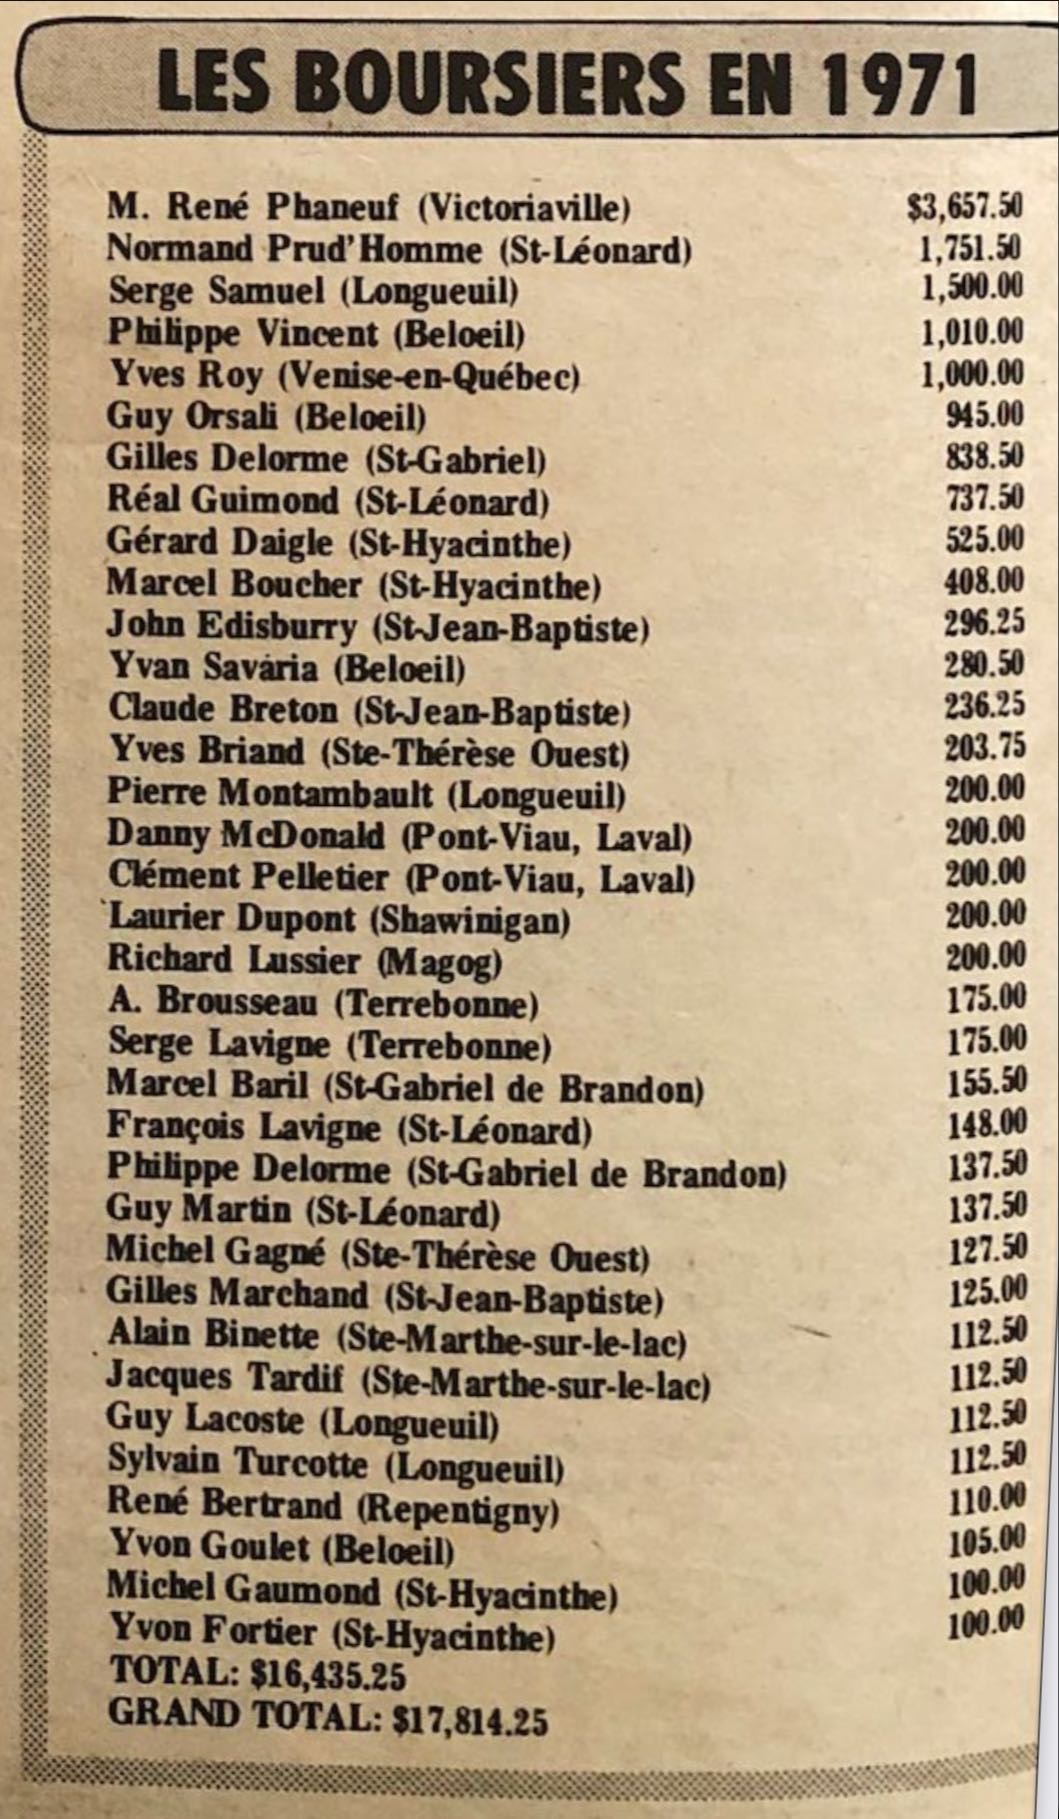 LES BOURSIERS EN 1971
M. René Phaneuf (Victoriaville) $3,657.50
Normand Prud'Homme (St-Léonard) 1,751.50
Serge Samuel (Longueuil) 1,500.00
Philippe Vincent (Beloeil) 1,010.00
Yves Roy (Venise-en-Québec) 1,000.00
Guy Orsali (Beloeil) 945.00
Gilles Delorme (St-Gabriel) 838.50
Réal Guimond (St-Léonard) 737.50
Gérard Daigle (St-Hyacinthe) 525.00
Marcel Boucher (St-Hyacinthe) 408.00
John Edisburry (St-Jean-Baptiste) 296.25
Yvan Savaria (Beloeil) 280.50
Claude Breton (St-Jean-Baptiste) 236.25
Yves Briand (Ste-Thérèse Ouest) 203.75
Pierre Montambault (Longueuil) 200.00
Danny McDonald (Pont-Viau, Laval) 200.00
Clément Pelletier (Pont-Viau, Laval) 200.00
Laurier Dupont (Shawinigan) 200.00
Richard Lussier (Magog) 200.00
A. Brousseau (Terrebonne) 175.00
Serge Lavigne (Terrebonne) 175.00
Marcel Baril (St-Gabriel de Brandon) 155.50
François Lavigne (St-Léonard) 148.00
Philippe Delorme (St-Gabriel de Brandon) 137.50
Guy Martin (St-Léonard) 137.50
Michel Gagné (Ste-Thérèse Ouest) 127.50
Gilles Marchand (St-Jean-Baptiste) 125.00
Alain Binette (Ste-Marthe-sur-le-lac) 112.50
Jacques Tardif (Ste-Marthe-sur-le-lac) 112.50
Guy Lacoste (Longueuil) 112.50
Sylvain Turcotte (Longueuil) 112.50
René Bertrand (Repentigny) 110.00
Yvon Goulet (Beloeil) 105.00
Michel Gaumond (St-Hyacinthe) 100.00
Yvon Fortier (St-Hyacinthe) 100.00
TOTAL: $16,435.25
GRAND TOTAL: $17,814.25